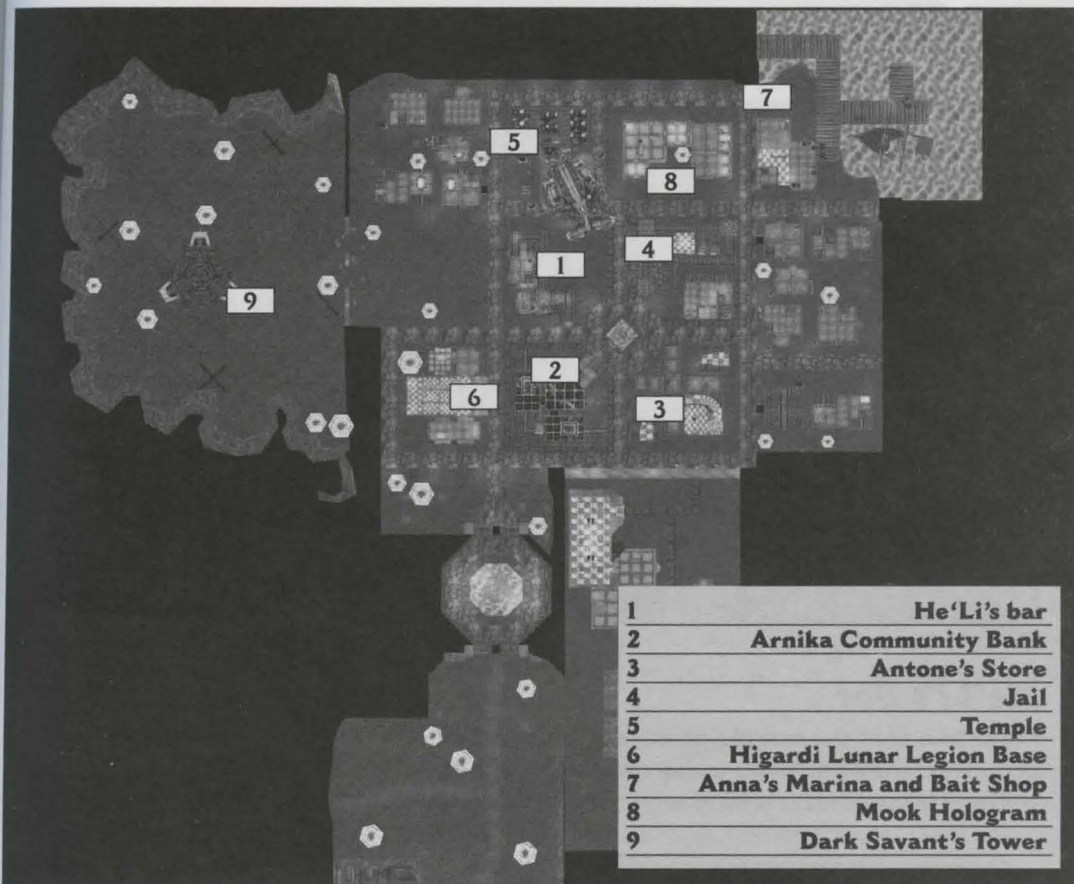 7
5
8
4
1
9
2
6
3
1 He'Li's bar
2 Arnika Community Bank
3 Antone's Store
4 Jail
5 Temple
6 Higardi Lunar Legion Base
7 Anna's Marina and Bait Shop
8 Mook Hologram
9 Dark Savant's Tower